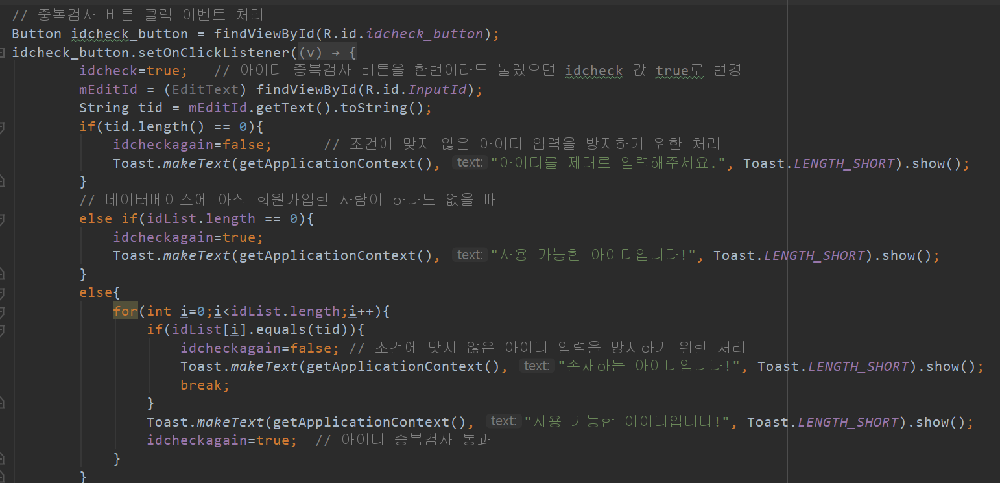 // 중복검사 버튼 클릭 이벤트 처리
Button idcheck_button = findViewById(R.id.idcheck_button);
idcheck_button.setOnClickListener((v) → {
idcheck=true;   // 아이디 중복검사 버튼을 한번이라도 눌렀으면 idcheck 값 true로 변경
mEditId = (EditText) findViewById(R.id.InputId);
String tid = mEditId.getText().toString();
if(tid.length() == 0){
idcheckagain=false;      // 조건에 맞지 않은 아이디 입력을 방지하기 위한 처리
Toast.makeText(getApplicationContext(), text: "아이디를 제대로 입력해주세요.", Toast.LENGTH_SHORT).show();
}
// 데이터베이스에 아직 회원가입한 사람이 하나도 없을 때
else if(idList.length == 0){
idcheckagain=true;
Toast.makeText(getApplicationContext(), text: "사용 가능한 아이디입니다!", Toast.LENGTH_SHORT).show();
}
else{
for(int i=0;i<idList.length;i++){
if(idList[i].equals(tid)){
idcheckagain=false; // 조건에 맞지 않은 아이디 입력을 방지하기 위한 처리
Toast.makeText(getApplicationContext(), text: "존재하는 아이디입니다!", Toast.LENGTH_SHORT).show();
break;
}
Toast.makeText(getApplicationContext(), text: "사용 가능한 아이디입니다!", Toast.LENGTH_SHORT).show();
idcheckagain=true;  // 아이디 중복검사 통과
}
}